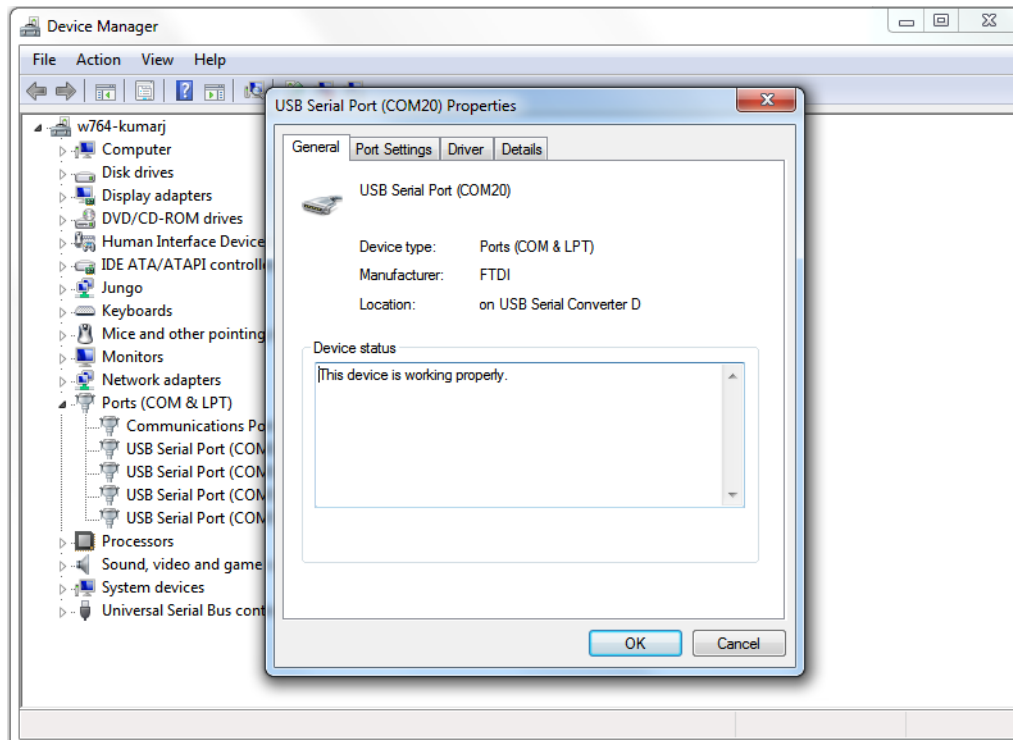 Device Manager
File Action View Help
w764-kumarj
Computer
Disk drives
Display adapters
DVD/CD-ROM drives
Human Interface Device
IDE ATA/ATAPI controll
Jungo
Keyboards
Mice and other pointing
Monitors
Network adapters
Ports (COM & LPT)
Communications Po
USB Serial Port (COM
USB Serial Port (COM
USB Serial Port (COM
USB Serial Port (COM
Processors
Sound, video and game
System devices
Universal Serial Bus cont
USB Serial Port (COM20) Properties
General Port Settings Driver Details
USB Serial Port (COM20)
Device type: Ports (COM & LPT)
Manufacturer: FTDI
Location: on USB Serial Converter D
Device status
This device is working properly.
OK Cancel